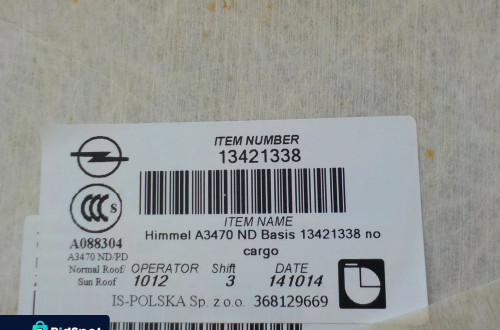 ITEM NUMBER
13421338
CCC S
ITEM NAME
Himmel A3470 ND Basis 13421338 no
cargo
A088304
A3470 ND/PD
Normal Roof/
Sun Roof
OPERATOR Shift DATE
1012 3 141014
IS-POLSKA Sp. z o.o. 368129669